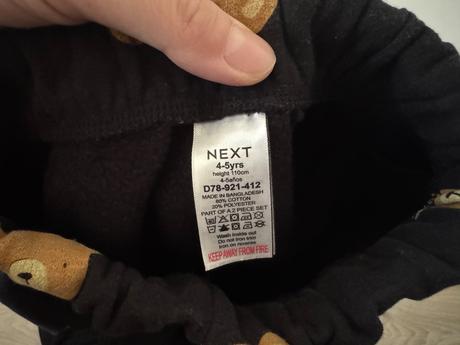 NEXT
4-5yrs
height 110cm
4-5años
D78-921-412
MADE IN BANGLADESH
80% COTTON
20% POLYESTER
PART OF A 2 PIECE SET
Wash inside out
Do not iron trim
Iron on reverse
KEEP AWAY FROM FIRE